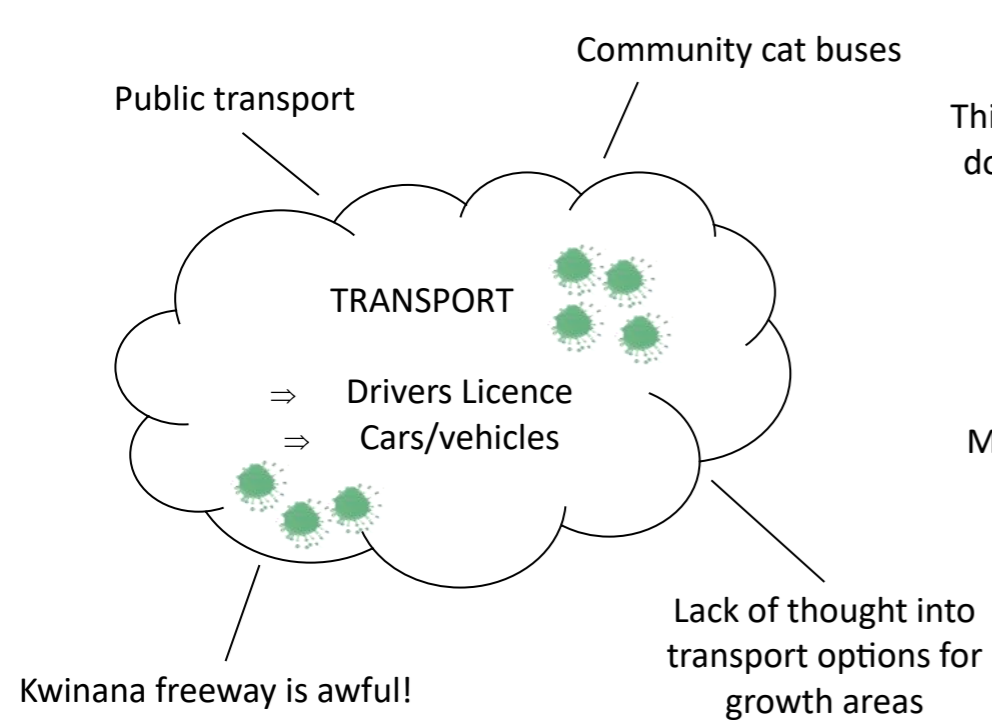 Community cat buses
Public transport
TRANSPORT
⇒ Drivers Licence
⇒ Cars/vehicles
Lack of thought into
transport options for
growth areas
Kwinana freeway is awful!